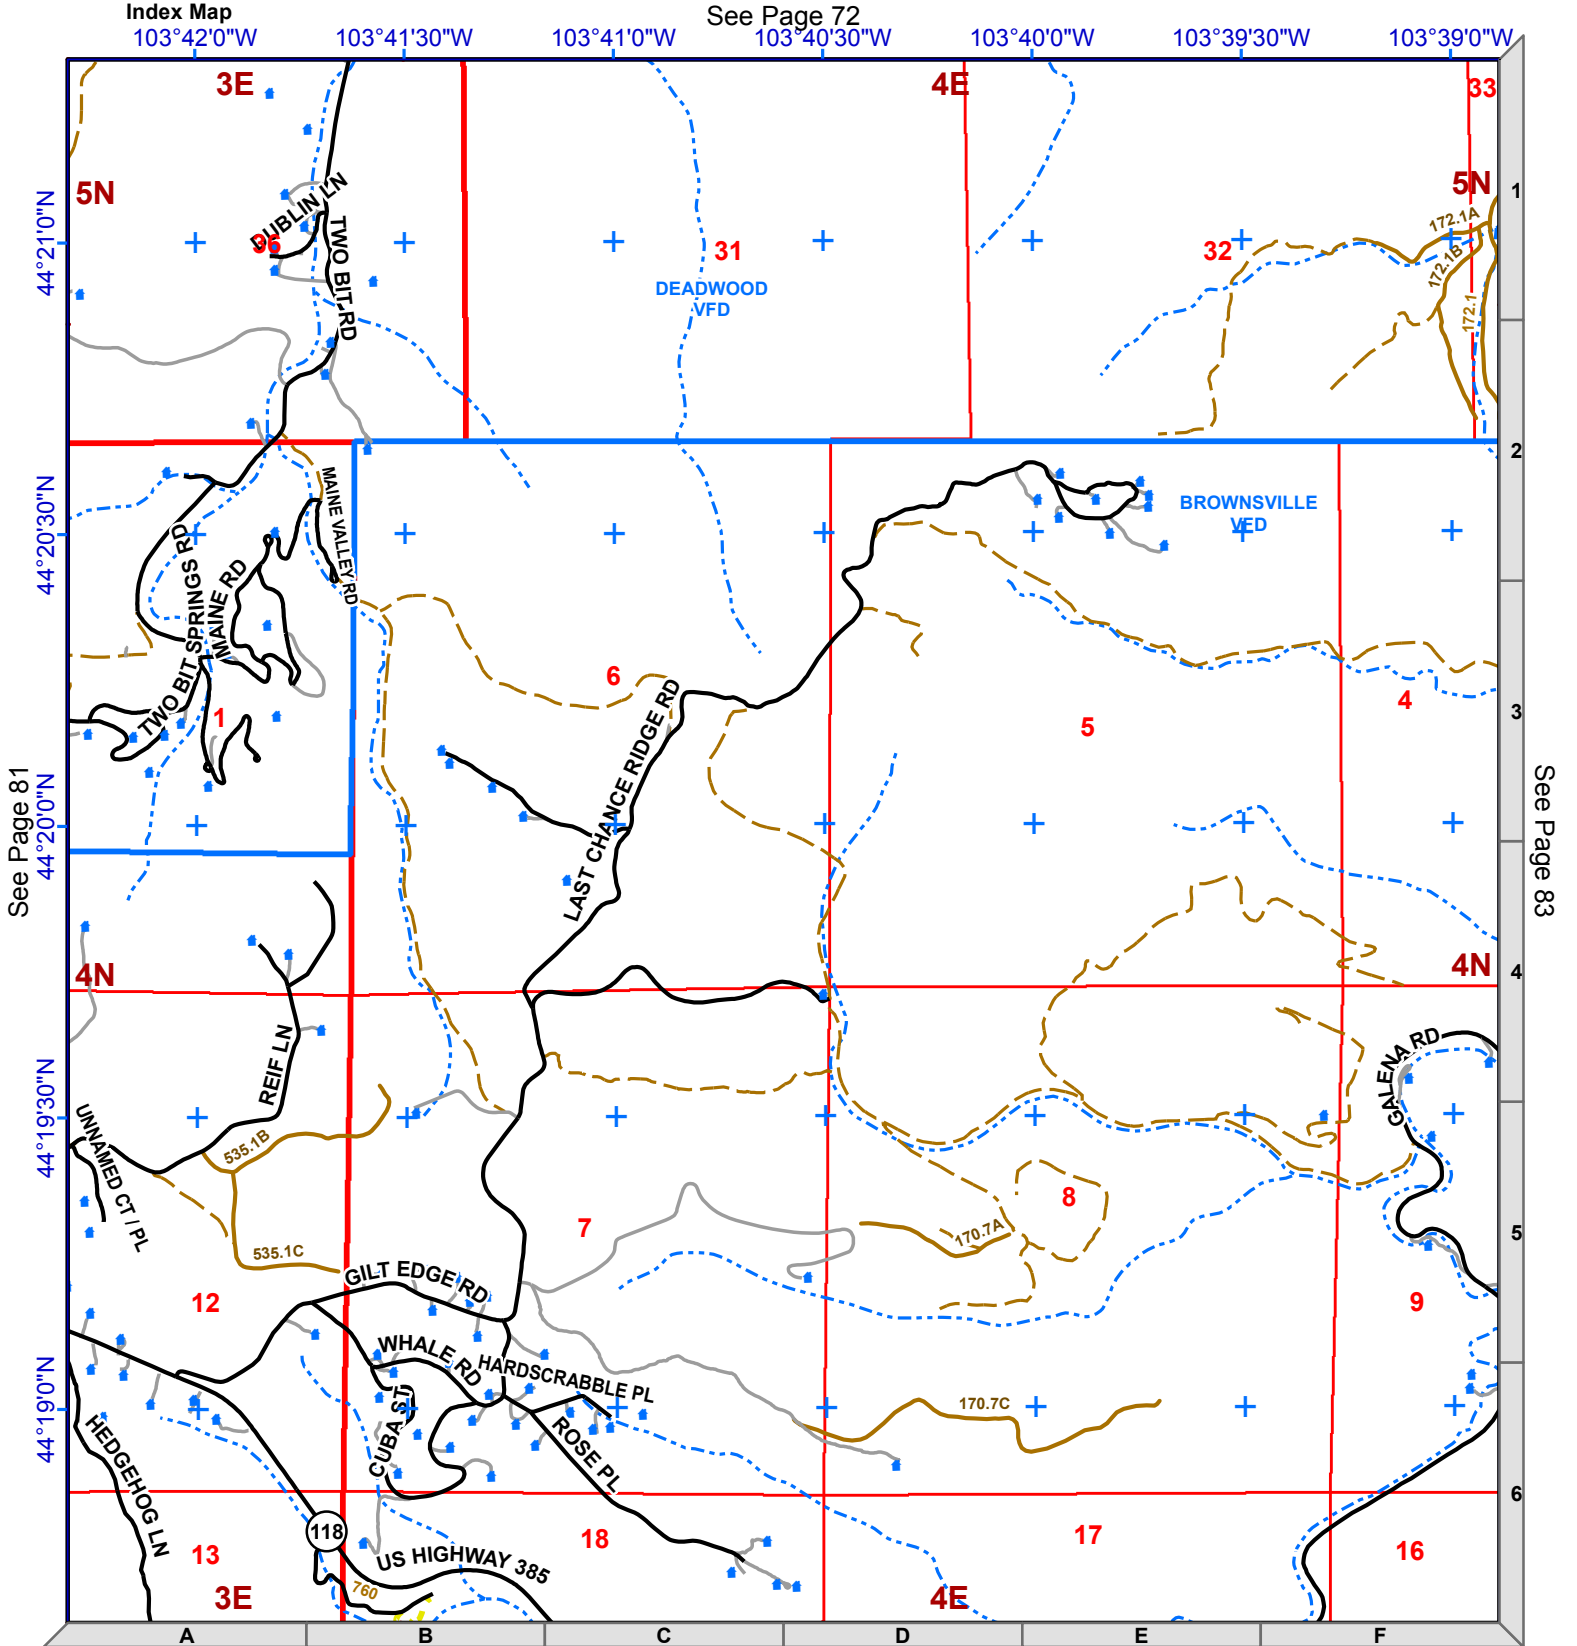 Index Map
See Page 72
103°42'0"W 103°41'30"W 103°41'0"W 103°40'30"W 103°40'0"W 103°39'30"W 103°39'0"W
3E
4E
33
5N
5N
1
DUBLIN LN
TWO BIT RD
36
31
32
172.1A
172.1B
172.1
44°21'0"N
DEADWOOD
VFD
2
MAINE VALLEY RD
BROWNSVILLE
VFD
44°20'30"N
TWO BIT SPRINGS RD
MAINE RD
6
5
4
3
1
LAST CHANCE RIDGE RD
See Page 81
See Page 83
44°20'0"N
4N
4N
4
REIF LN
GALENA RD
44°19'30"N
UNNAMED CT / PL
535.1B
535.1C
7
8
170.7A
5
GILT EDGE RD
12
9
WHALE RD
HARDSCRABBLE PL
CUBA ST
ROSE PL
170.7C
44°19'0"N
HEDGEHOG LN
6
118
13
18
17
16
US HIGHWAY 385
760
3E
4E
A B C D E F